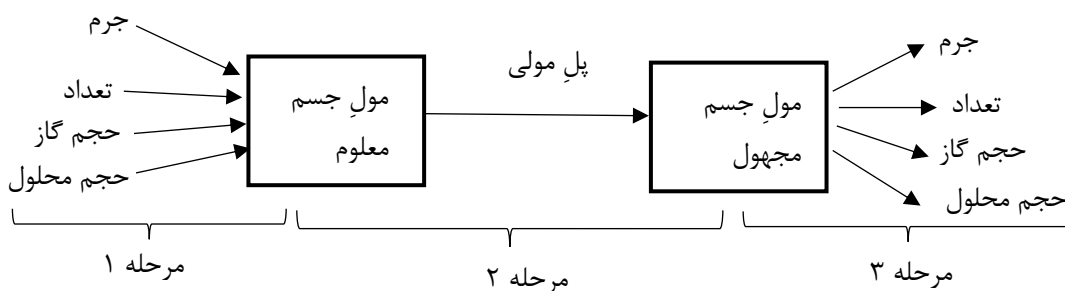 جرم
تعداد
حجم گاز
حجم محلول
مولِ جسم
معلوم
پلِ مولی
مولِ جسم
مجهول
جرم
تعداد
حجم گاز
حجم محلول
مرحله ۱
مرحله ۲
مرحله ۳